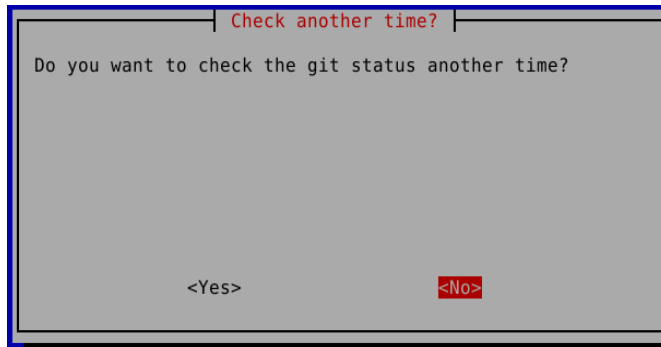 Check another time?
Do you want to check the git status another time?
<Yes> <No>